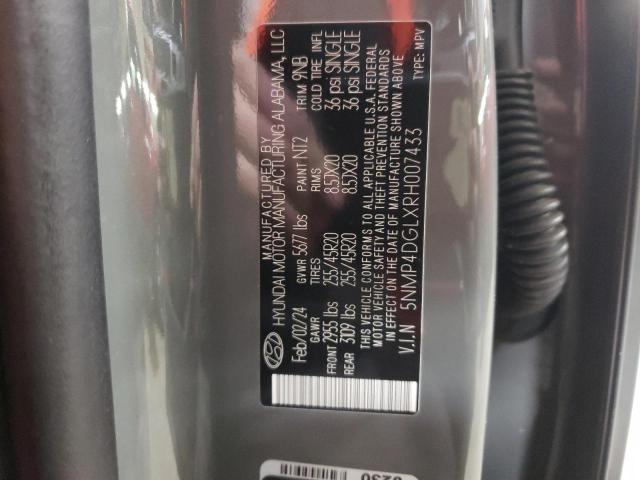 MANUFACTURED BY
HYUNDAI MOTOR MANUFACTURING ALABAMA, LLC
Feb/02/24 GVWR 5677 lbs PAINT NT2 TRIM 9NB
GAWR TIRES RIMS COLD TIRE INFL
FRONT 2955 lbs 255/45R20 8.5JX20 36 psi SINGLE
REAR 3109 lbs 255/45R20 8.5JX20 36 psi SINGLE
THIS VEHICLE CONFORMS TO ALL APPLICABLE U.S.A. FEDERAL
MOTOR VEHICLE SAFETY AND THEFT PREVENTION STANDARDS
IN EFFECT ON THE DATE OF MANUFACTURE SHOWN ABOVE
V.I.N 5NMP4DGLXRH007433 TYPE: MPV